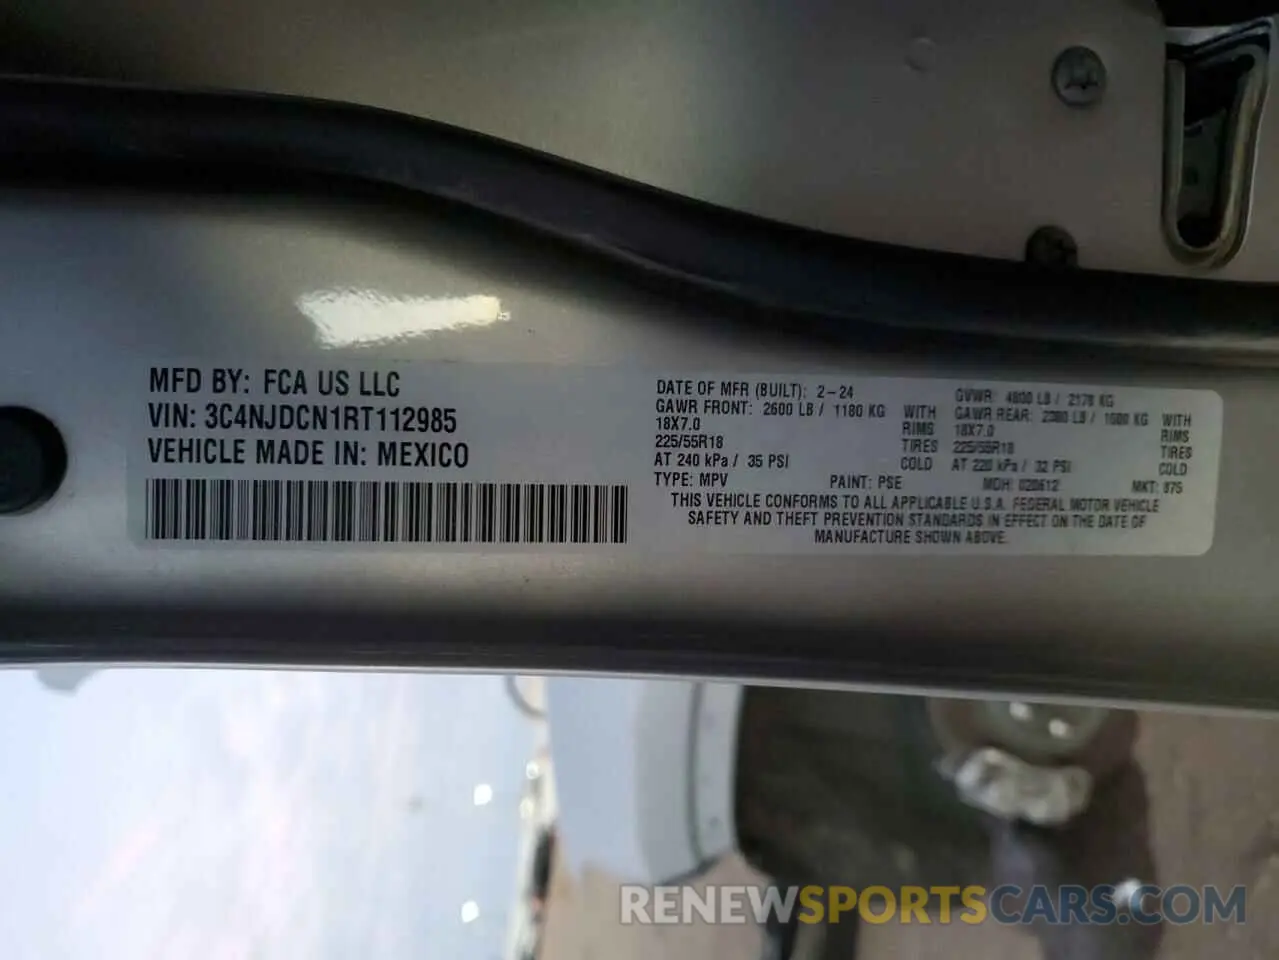 MFD BY: FCA US LLC
VIN: 3C4NJDCN1RT112985
VEHICLE MADE IN: MEXICO
DATE OF MFR (BUILT): 2-24 GVWR: 4800 LB / 2178 KG
GAWR FRONT: 2600 LB / 1180 KG WITH GAWR REAR: LB / KG WITH
18X7.0 RIMS 18X7.0 RIMS
225/55R18 TIRES 225/55R18 TIRES
AT 240 kPa / 35 PSI COLD AT 220 kPa / 32 PSI COLD
TYPE: MPV PAINT: PSE MDH: MKT:
THIS VEHICLE CONFORMS TO ALL APPLICABLE U.S.A. FEDERAL MOTOR VEHICLE
SAFETY AND THEFT PREVENTION STANDARDS IN EFFECT ON THE DATE OF
MANUFACTURE SHOWN ABOVE.
RENEWSPORTSCARS.COM